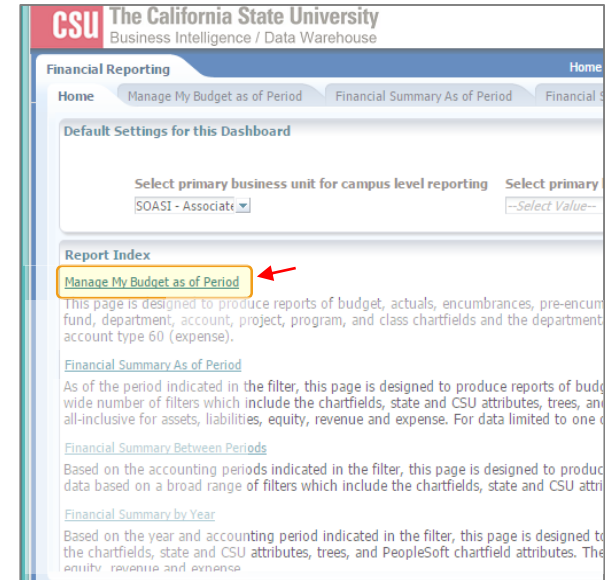 CSU The California State University
Business Intelligence / Data Warehouse
Financial Reporting Home
Home Manage My Budget as of Period Financial Summary As of Period Financial
Default Settings for this Dashboard
Select primary business unit for campus level reporting Select primary
SOASI - Associate --Select Value--
Report Index
Manage My Budget as of Period
This page is designed to produce reports of budget, actuals, encumbrances, pre-encum
fund, department, account, project, program, and class chartfields and the department
account type 60 (expense).
Financial Summary As of Period
As of the period indicated in the filter, this page is designed to produce reports of budg
wide number of filters which include the chartfields, state and CSU attributes, trees, and
all-inclusive for assets, liabilities, equity, revenue and expense. For data limited to one
Financial Summary Between Periods
Based on the accounting periods indicated in the filter, this page is designed to produc
data based on a broad range of filters which include the chartfields, state and CSU attri
Financial Summary by Year
Based on the year and accounting period indicated in the filter, this page is designed to
the chartfields, state and CSU attributes, trees, and PeopleSoft chartfield attributes. The
equity, revenue and expense